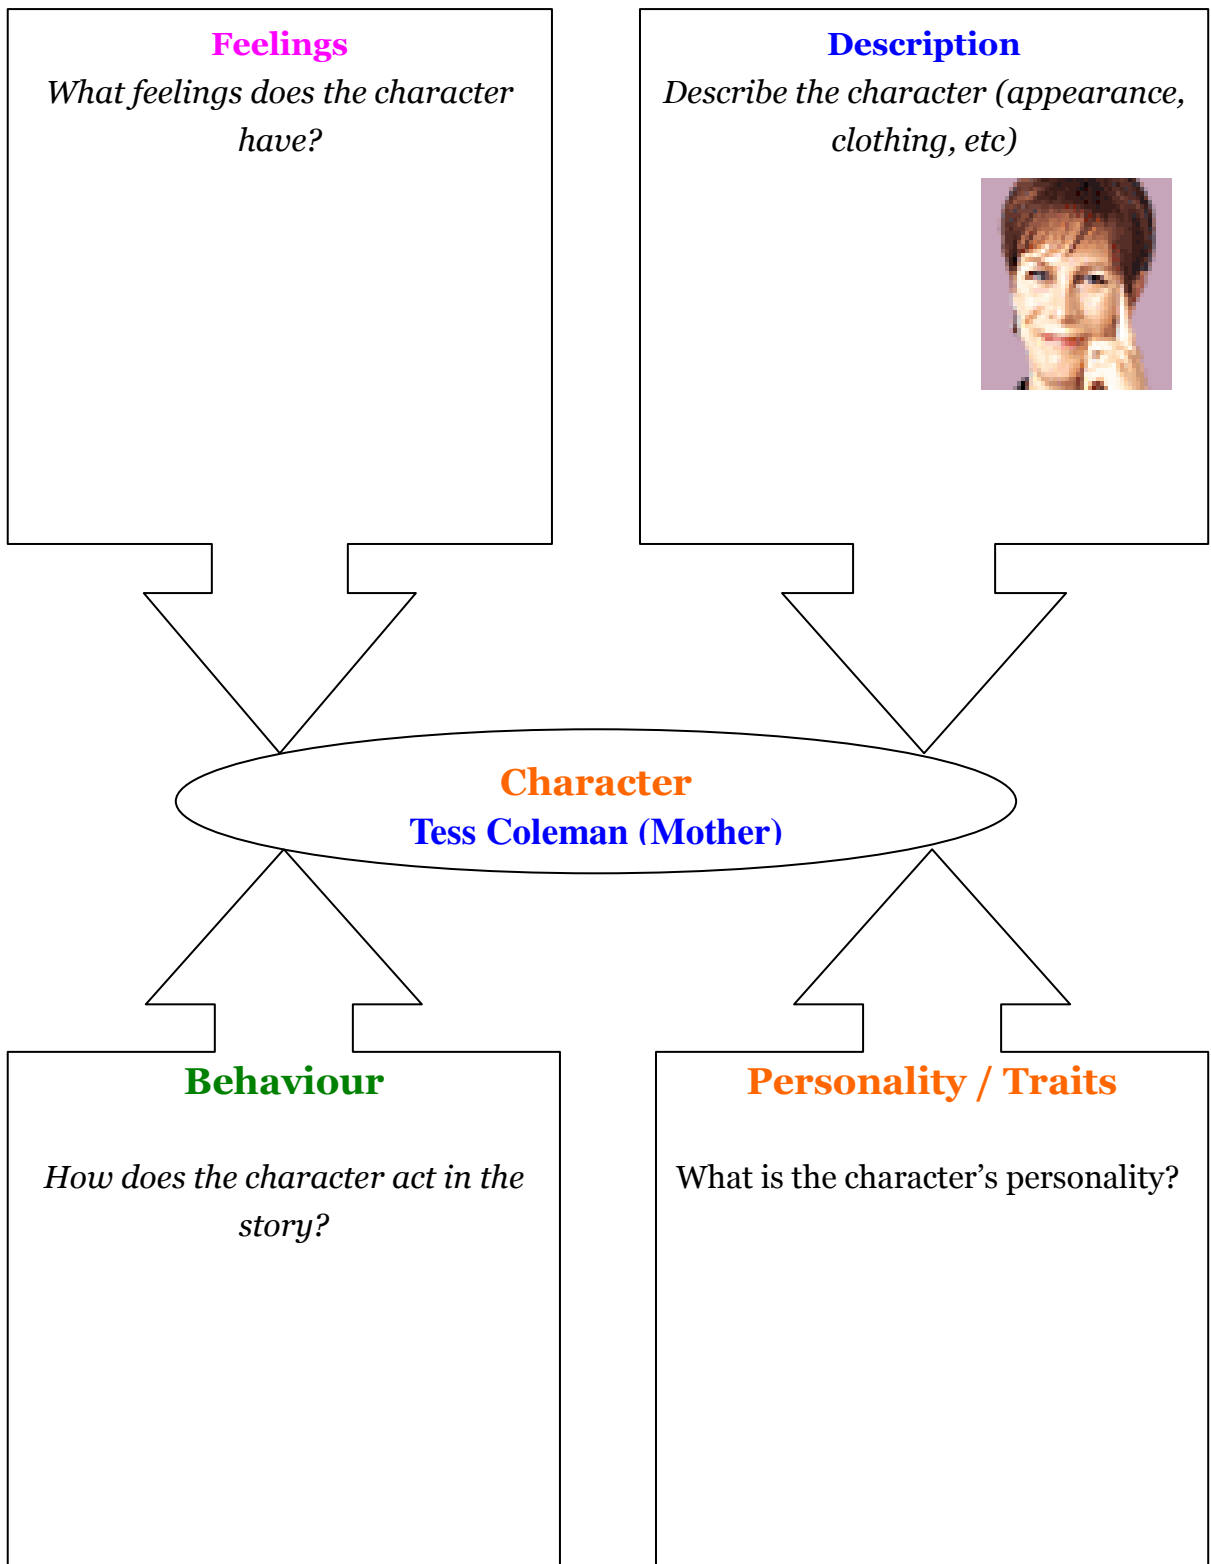 Feelings
What feelings does the character
have?
Description
Describe the character (appearance,
clothing, etc)
Character
Tess Coleman (Mother)
Behaviour
How does the character act in the
story?
Personality / Traits
What is the character’s personality?